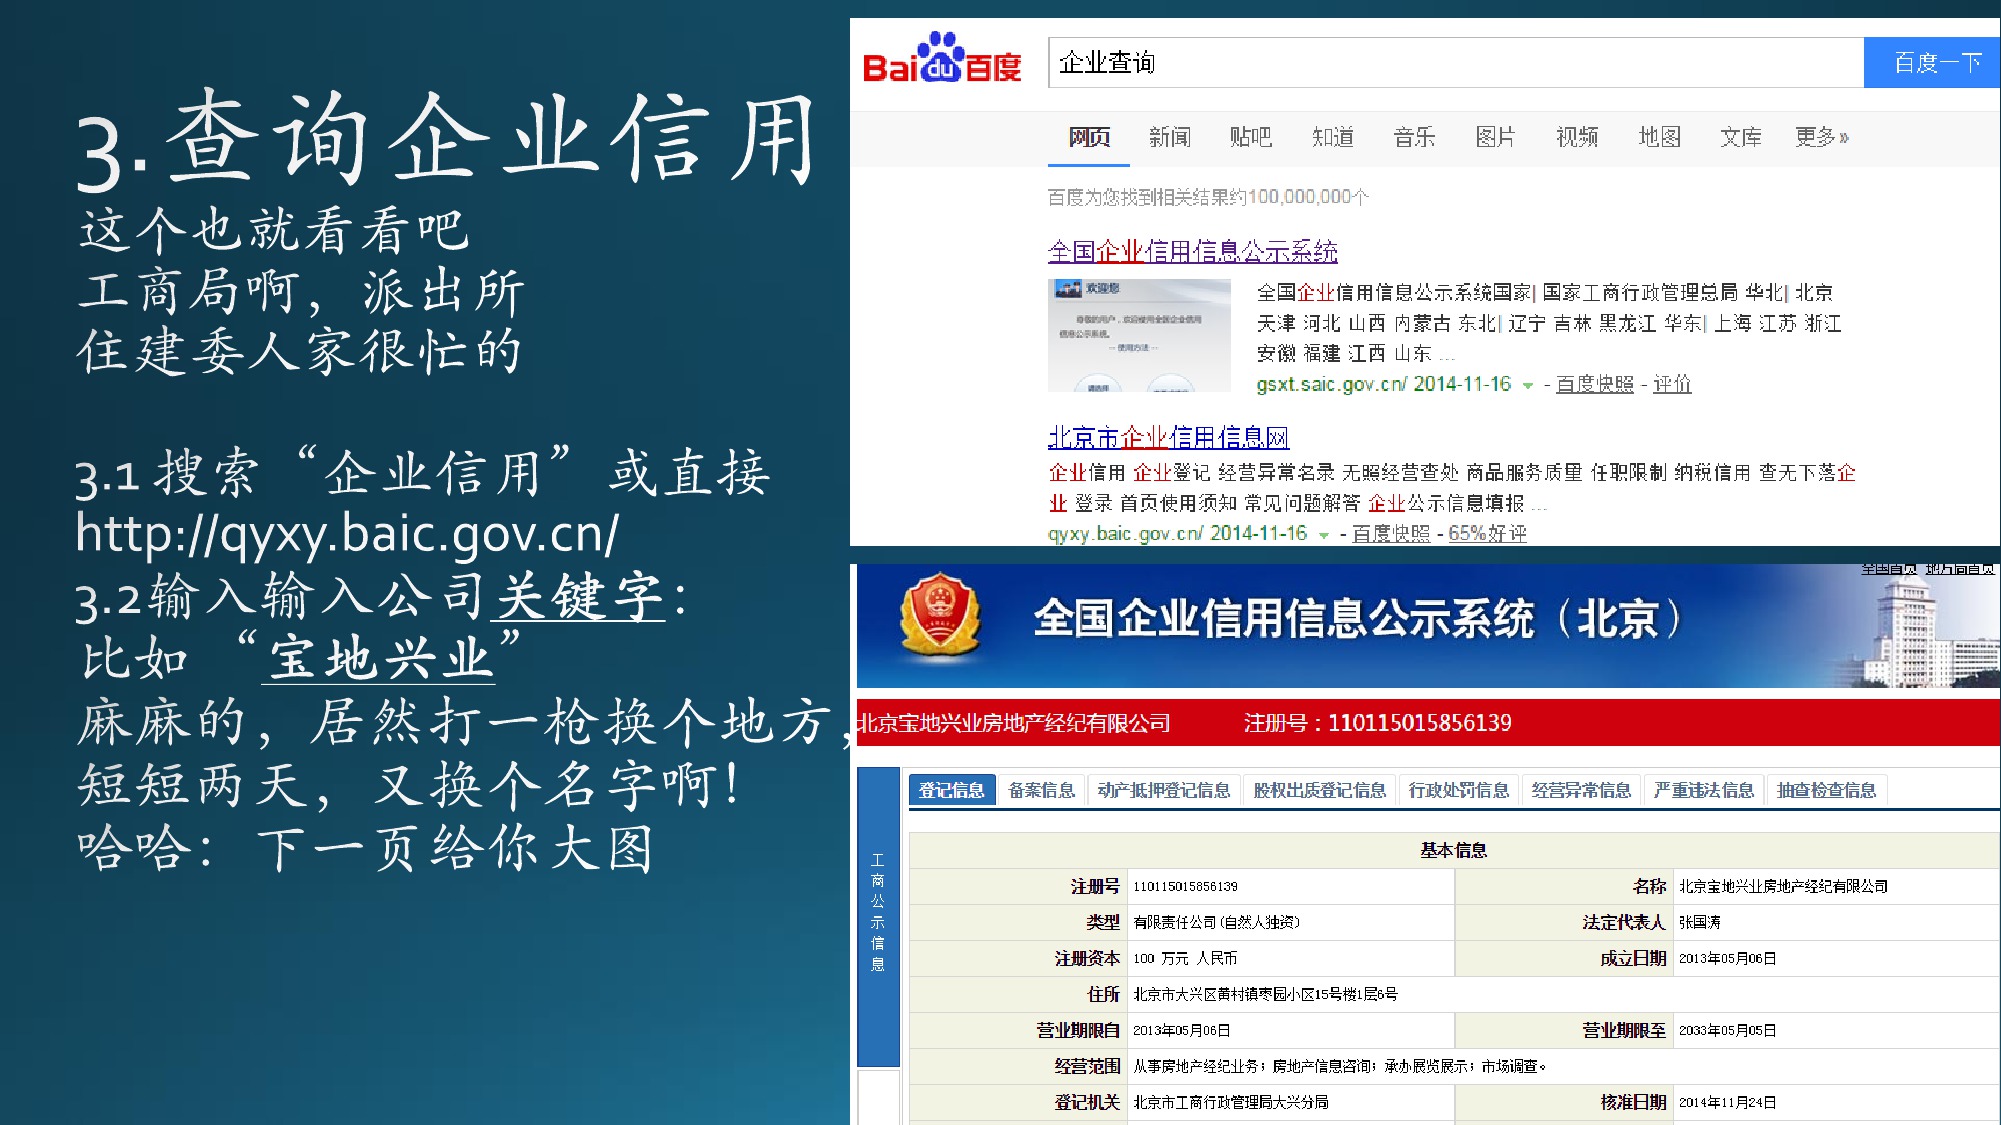 3.查询企业信用
这个也就看看吧
工商局啊，派出所
住建委人家很忙的
3.1 搜索“企业信用”或直接
http://qyxy.baic.gov.cn/
3.2输入输入公司关键字：
比如 “宝地兴业”
麻麻的，居然打一枪换个地方，
短短两天，又换个名字啊！
哈哈：下一页给你大图
Bai du 百度
企业查询
百度一下
网页 新闻 贴吧 知道 音乐 图片 视频 地图 文库 更多»
百度为您找到相关结果约100,000,000个
全国企业信用信息公示系统
欢迎您
全国企业信用信息公示系统国家| 国家工商行政管理总局 华北| 北京
天津 河北 山西 内蒙古 东北| 辽宁 吉林 黑龙江 华东| 上海 江苏 浙江
安徽 福建 江西 山东 ...
gsxt.saic.gov.cn/ 2014-11-16 - 百度快照 - 评价
北京市企业信用信息网
企业信用 企业登记 经营异常名录 无照经营查处 商品服务质量 任职限制 纳税信用 查无下落企
业 登录 首页使用须知 常见问题解答 企业公示信息填报 ...
qyxy.baic.gov.cn/ 2014-11-16 - 百度快照 - 65%好评
全国首页 地方局首页
全国企业信用信息公示系统（北京）
北京宝地兴业房地产经纪有限公司 注册号：110115015856139
登记信息 备案信息 动产抵押登记信息 股权出质登记信息 行政处罚信息 经营异常信息 严重违法信息 抽查检查信息
工商公示信息
基本信息
注册号 110115015856139 名称 北京宝地兴业房地产经纪有限公司
类型 有限责任公司(自然人独资) 法定代表人 张国涛
注册资本 100 万元 人民币 成立日期 2013年05月06日
住所 北京市大兴区黄村镇枣园小区15号楼1层6号
营业期限自 2013年05月06日 营业期限至 2033年05月05日
经营范围 从事房地产经纪业务；房地产信息咨询；承办展览展示；市场调查。
登记机关 北京市工商行政管理局大兴分局 核准日期 2014年11月24日